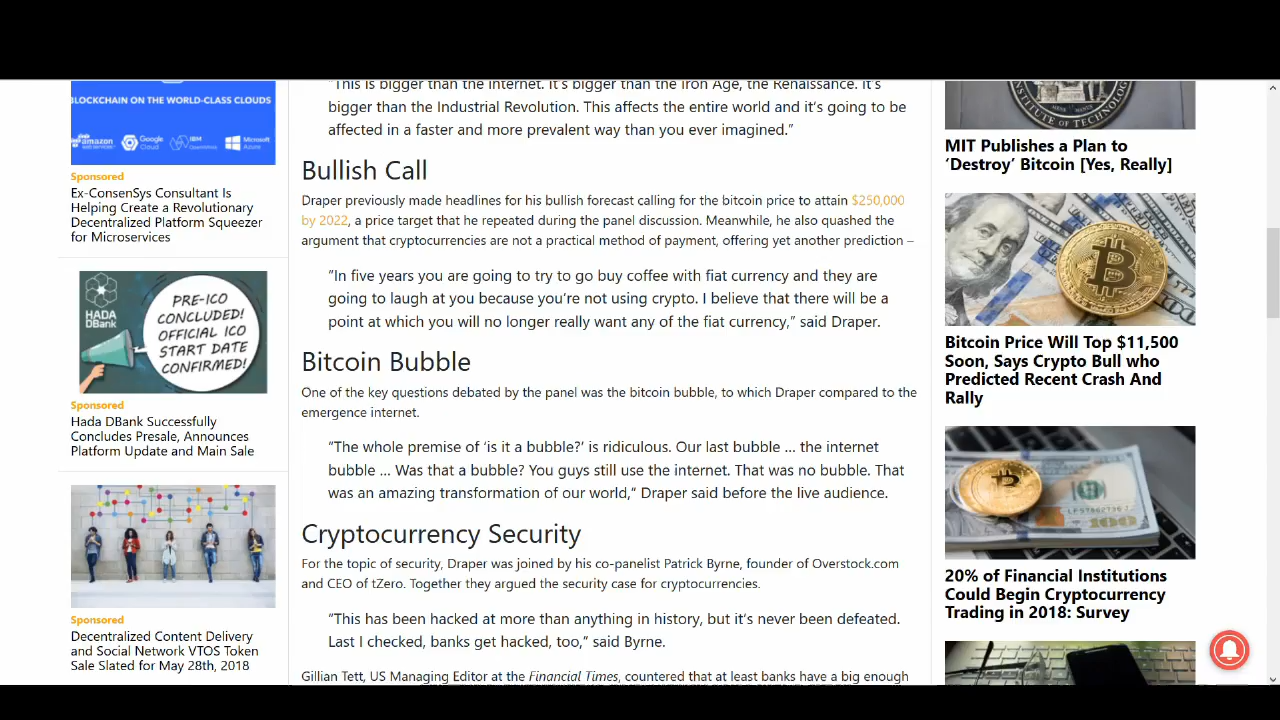 BLOCKCHAIN ON THE WORLD-CLASS CLOUDS
amazon
Google
Cloud
IBM
Microsoft
Azure
Sponsored
Ex-ConsenSys Consultant Is
Helping Create a Revolutionary
Decentralized Platform Squeezer
for Microservices
HADA
DBank
PRE-ICO
CONCLUDED!
OFFICIAL ICO
START DATE
CONFIRMED!
Sponsored
Hada DBank Successfully
Concludes Presale, Announces
Platform Update and Main Sale
Sponsored
Decentralized Content Delivery
and Social Network VTOS Token
Sale Slated for May 28th, 2018
“This is bigger than the Internet. It’s bigger than the Iron Age, the Renaissance. It’s
bigger than the Industrial Revolution. This affects the entire world and it’s going to be
affected in a faster and more prevalent way than you ever imagined.”
Bullish Call
Draper previously made headlines for his bullish forecast calling for the bitcoin price to attain $250,000
by 2022, a price target that he repeated during the panel discussion. Meanwhile, he also quashed the
argument that cryptocurrencies are not a practical method of payment, offering yet another prediction –
“In five years you are going to try to go buy coffee with fiat currency and they are
going to laugh at you because you’re not using crypto. I believe that there will be a
point at which you will no longer really want any of the fiat currency,” said Draper.
Bitcoin Bubble
One of the key questions debated by the panel was the bitcoin bubble, to which Draper compared to the
emergence internet.
“The whole premise of ‘is it a bubble?’ is ridiculous. Our last bubble … the internet
bubble … Was that a bubble? You guys still use the internet. That was no bubble. That
was an amazing transformation of our world,” Draper said before the live audience.
Cryptocurrency Security
For the topic of security, Draper was joined by his co-panelist Patrick Byrne, founder of Overstock.com
and CEO of tZero. Together they argued the security case for cryptocurrencies.
“This has been hacked at more than anything in history, but it’s never been defeated.
Last I checked, banks get hacked, too,” said Byrne.
Gillian Tett, US Managing Editor at the Financial Times, countered that at least banks have a big enough
INSTITUTE OF TECHNOLOGY
MIT Publishes a Plan to
‘Destroy’ Bitcoin [Yes, Really]
Bitcoin Price Will Top $11,500
Soon, Says Crypto Bull who
Predicted Recent Crash And
Rally
100
20% of Financial Institutions
Could Begin Cryptocurrency
Trading in 2018: Survey